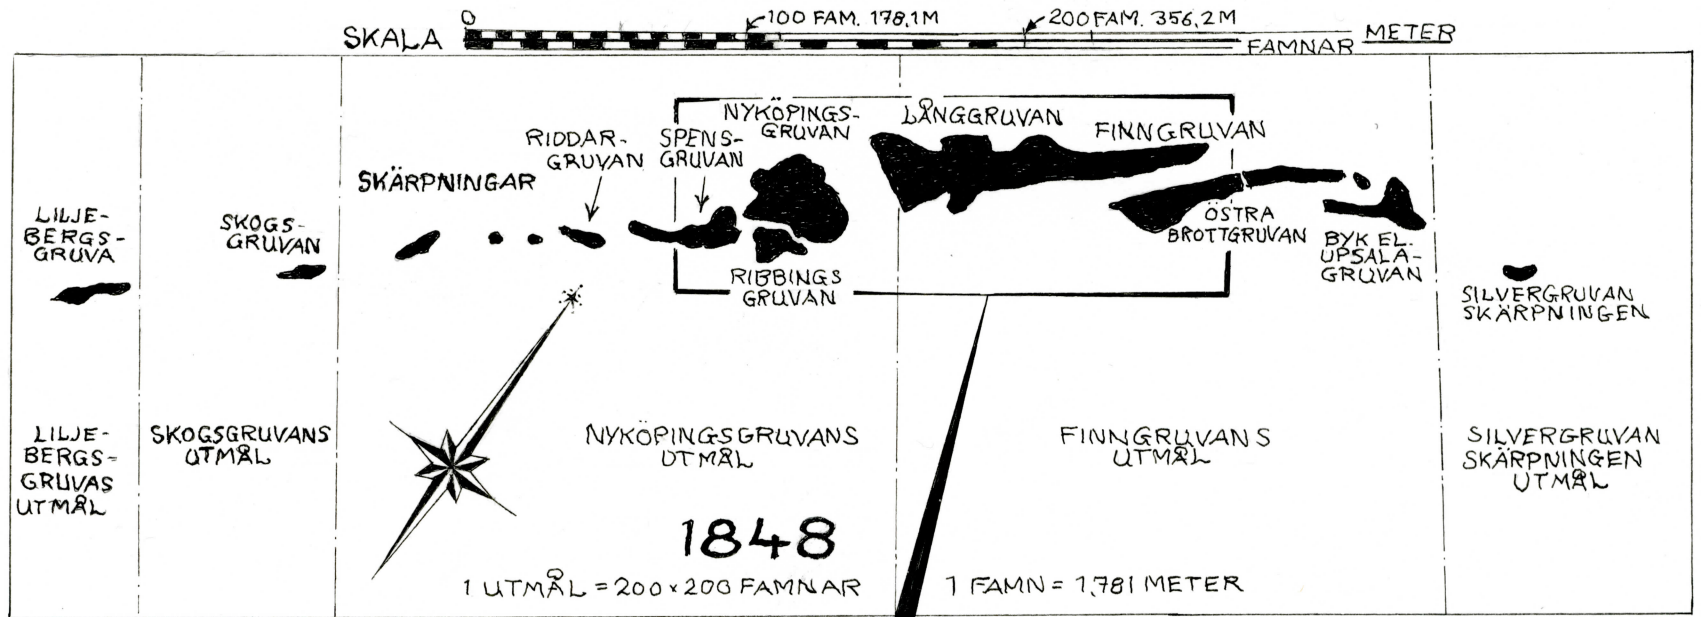 SKALA
0
100 FAM. 178,1M
200 FAM. 356,2M
METER
FAMNAR
LILJE-
BERGS-
GRUVA
SKOGS-
GRUVAN
SKÄRPNINGAR
RIDDAR-
GRUVAN
SPENS-
GRUVAN
NYKÖPINGS-
GRUVAN
RIBBINGS
GRUVAN
LÅNGGRUVAN
FINNGRUVAN
ÖSTRA
BROTTGRUVAN
BYK EL.
UPSALA-
GRUVAN
SILVERGRUVAN
SKÄRPNINGEN
LILJE-
BERGS-
GRUVAS
UTMÅL
SKOGSGRUVANS
UTMÅL
NYKÖPINGSGRUVANS
UTMÅL
FINNGRUVANS
UTMÅL
SILVERGRUVAN
SKÄRPNINGEN
UTMÅL
1848
1 UTMÅL = 200 × 200 FAMNAR
1 FAMN = 1,781 METER